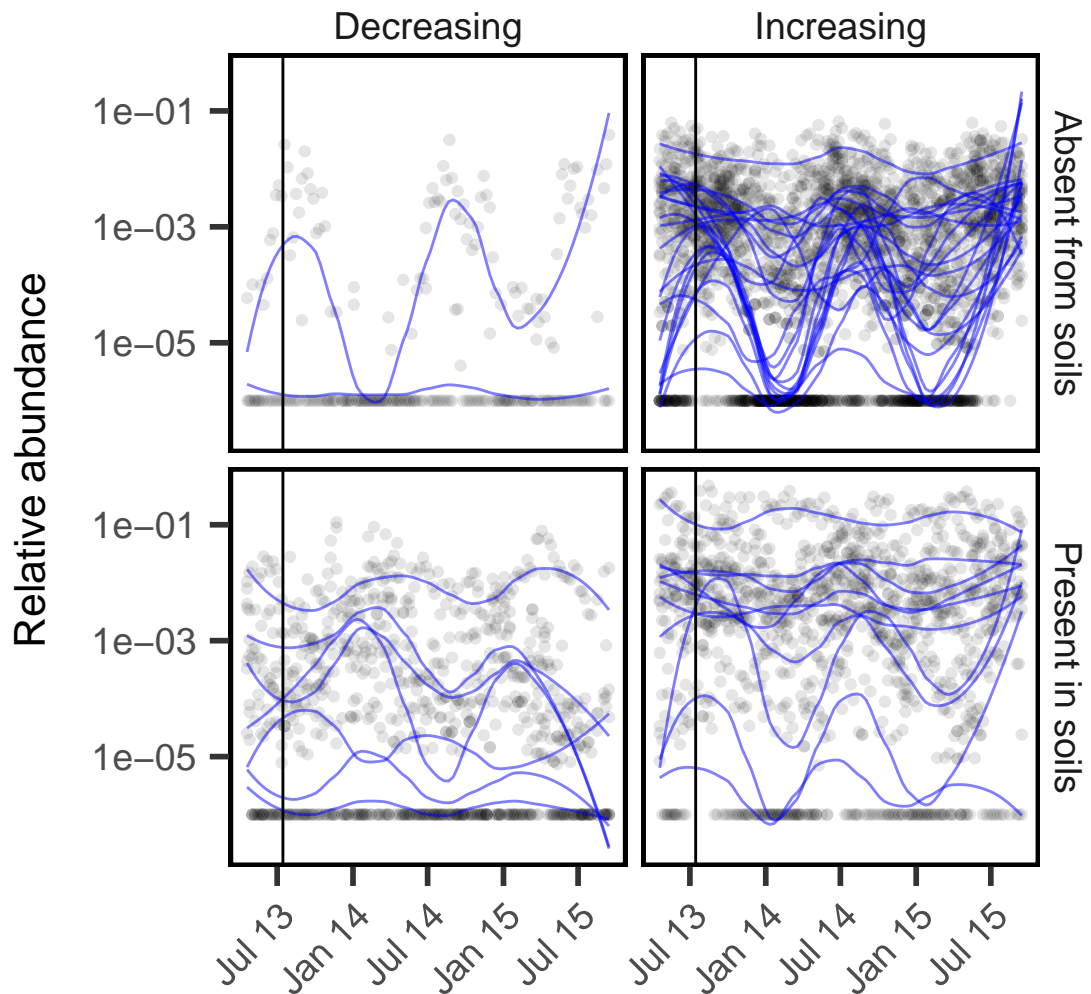 Decreasing
Increasing
Relative abundance
1e−01
1e−03
1e−05
Absent from soils
1e−01
1e−03
1e−05
Present in soils
Jul 13
Jan 14
Jul 14
Jan 15
Jul 15
Jul 13
Jan 14
Jul 14
Jan 15
Jul 15